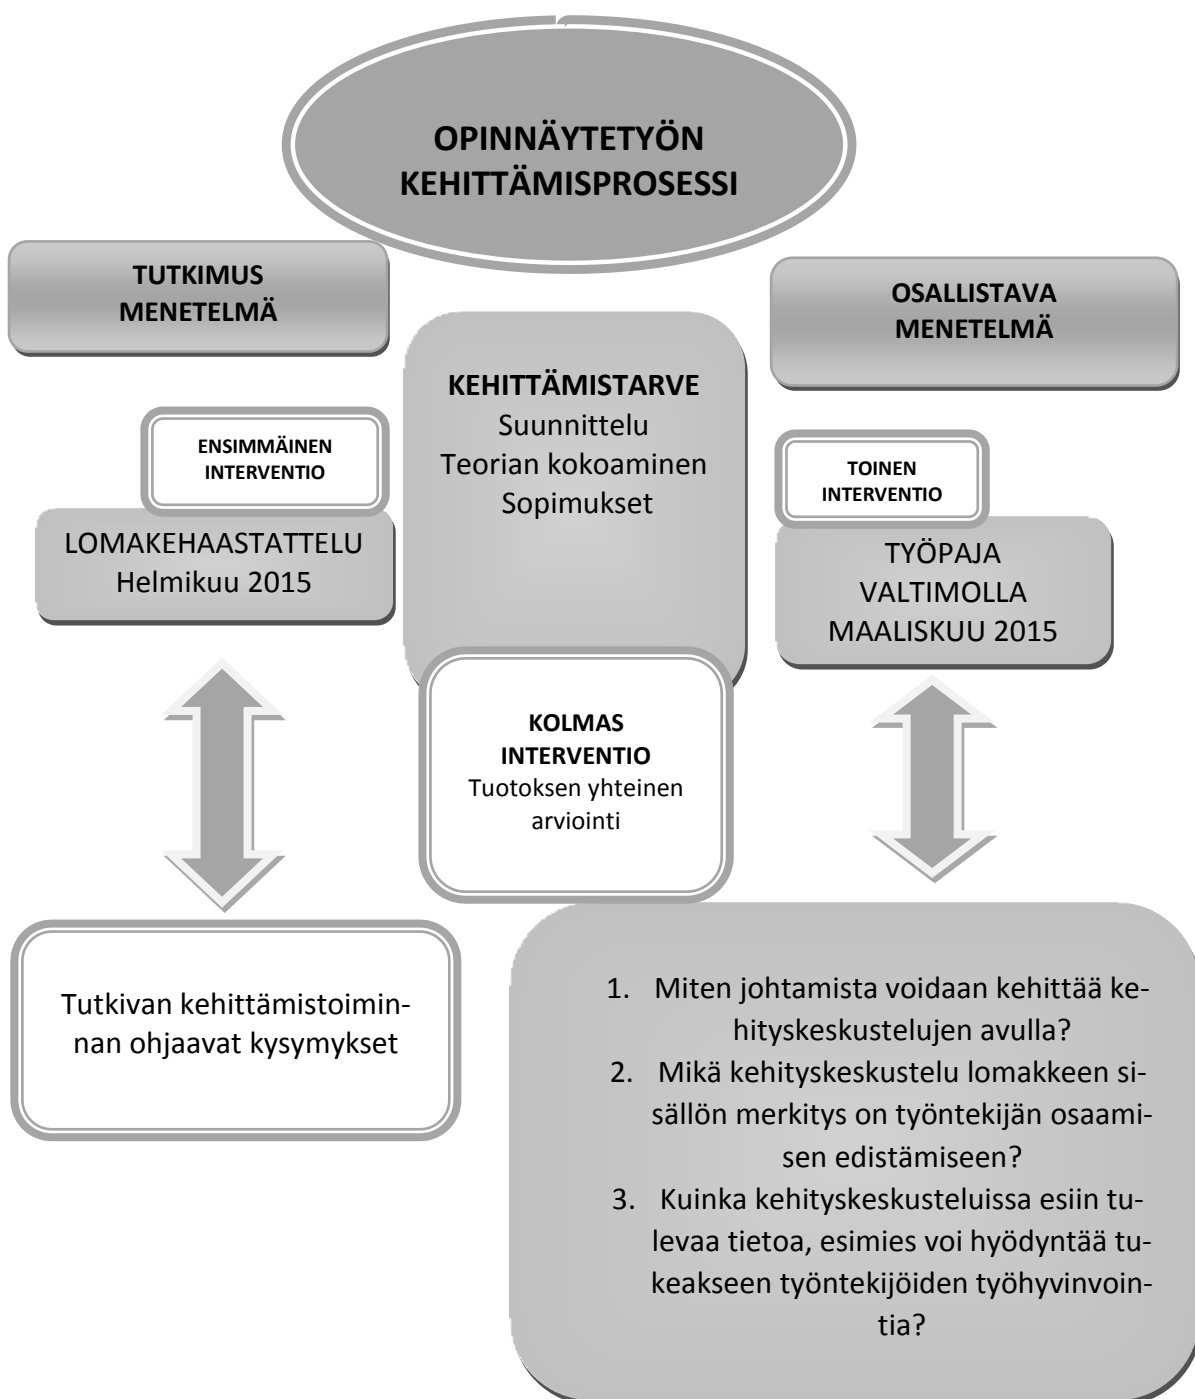 OPINNÄYTETYÖN
KEHITTÄMISPROSESSI
TUTKIMUS
MENETELMÄ
OSALLISTAVA
MENETELMÄ
KEHITTÄMISTARVE
Suunnittelu
Teorian kokoaminen
Sopimukset
ENSIMMÄINEN
INTERVENTIO
LOMAKEHAASTATTELU
Helmikuu 2015
TOINEN
INTERVENTIO
TYÖPAJA
VALTIMOLLA
MAALISKUU 2015
KOLMAS
INTERVENTIO
Tuotoksen yhteinen
arviointi
Tutkivan kehittämistoimin-
nan ohjaavat kysymykset
1. Miten johtamista voidaan kehittää ke-
hityskeskustelujen avulla?
2. Mikä kehityskeskustelu lomakkeen si-
sällön merkitys on työntekijän osaami-
sen edistämiseen?
3. Kuinka kehityskeskusteluissa esiin tu-
levaa tietoa, esimies voi hyödyntää tu-
keakseen työntekijöiden työhyvinvoin-
tia?